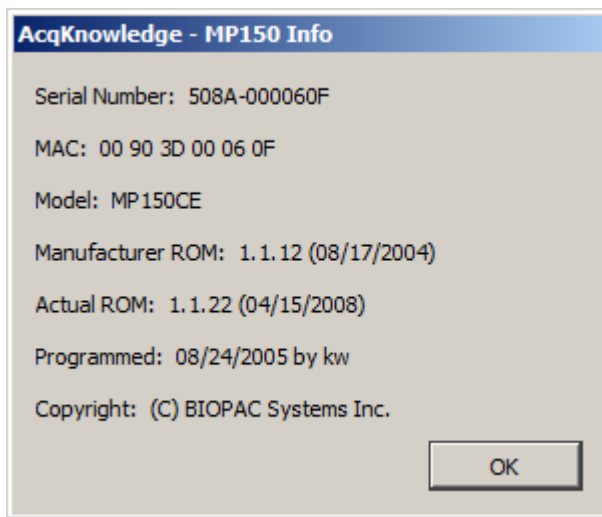 AcqKnowledge - MP150 Info
Serial Number: 508A-000060F
MAC: 00 90 3D 00 06 0F
Model: MP150CE
Manufacturer ROM: 1.1.12 (08/17/2004)
Actual ROM: 1.1.22 (04/15/2008)
Programmed: 08/24/2005 by kw
Copyright: (C) BIOPAC Systems Inc.
OK